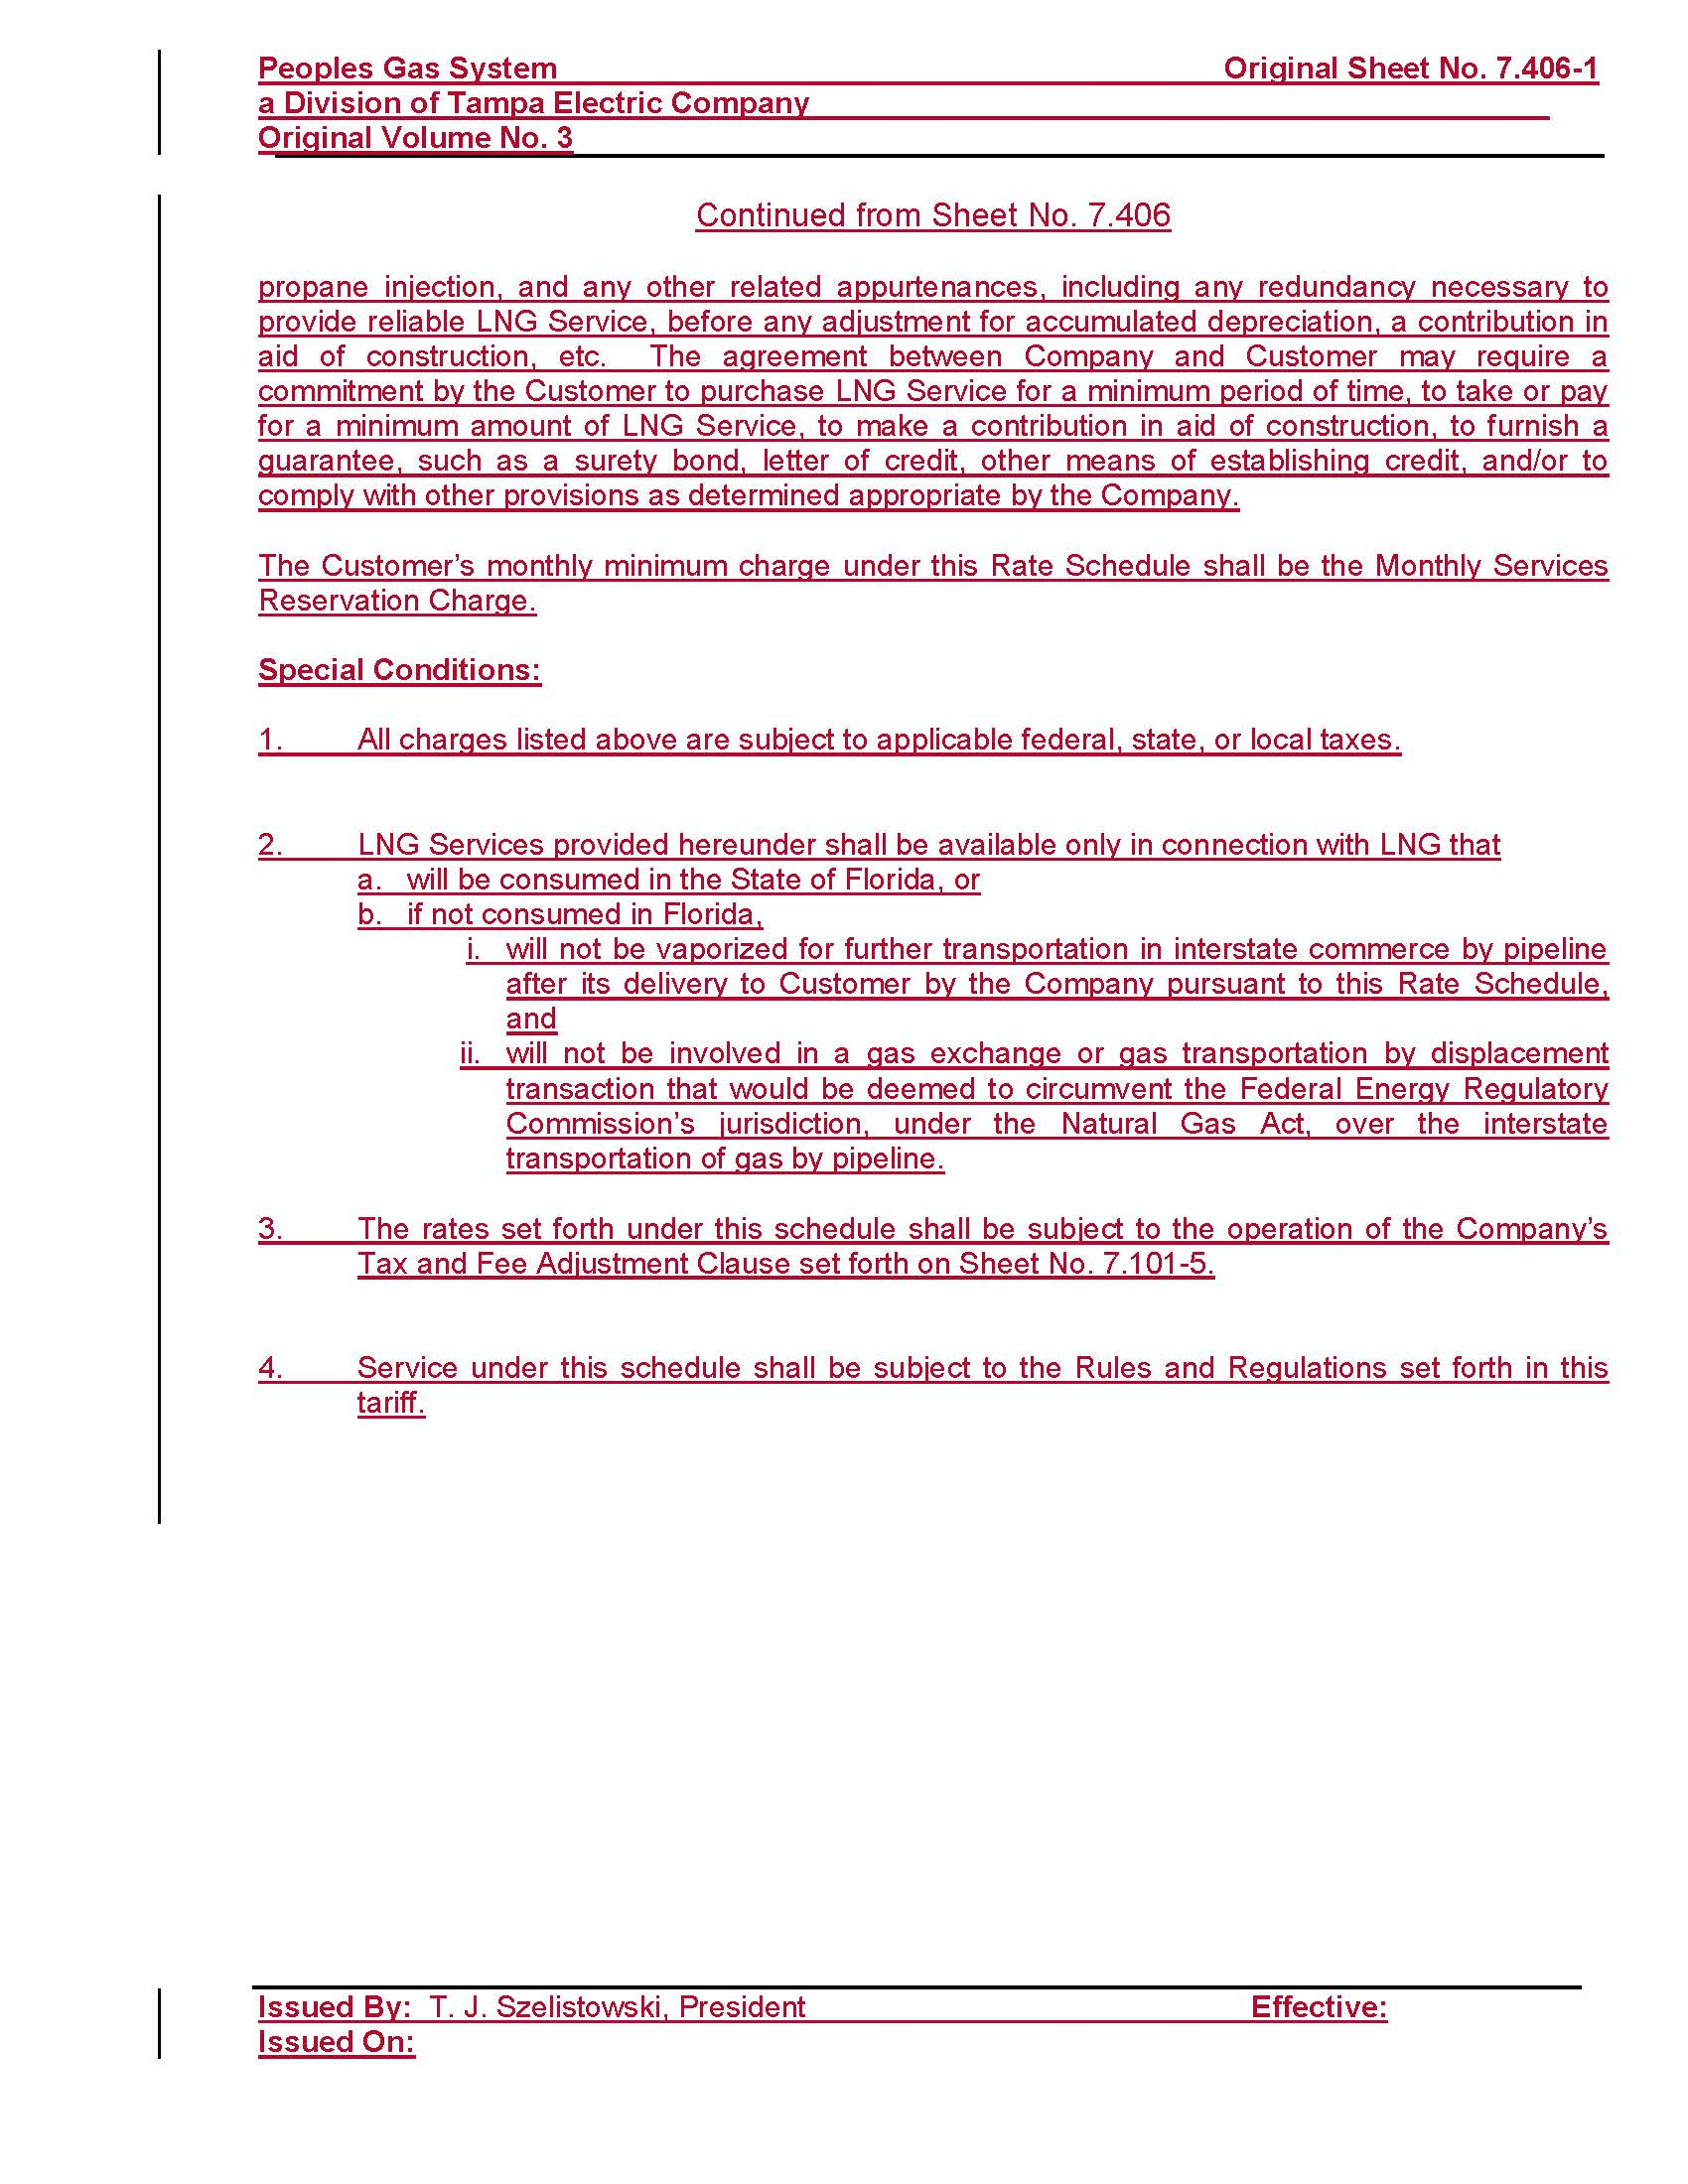 Peoples Gas System Original Sheet No. 7.406-1
a Division of Tampa Electric Company
Original Volume No. 3
Continued from Sheet No. 7.406
propane injection, and any other related appurtenances, including any redundancy necessary to
provide reliable LNG Service, before any adjustment for accumulated depreciation, a contribution in
aid of construction, etc. The agreement between Company and Customer may require a
commitment by the Customer to purchase LNG Service for a minimum period of time, to take or pay
for a minimum amount of LNG Service, to make a contribution in aid of construction, to furnish a
guarantee, such as a surety bond, letter of credit, other means of establishing credit, and/or to
comply with other provisions as determined appropriate by the Company.
The Customer’s monthly minimum charge under this Rate Schedule shall be the Monthly Services
Reservation Charge.
Special Conditions:
1. All charges listed above are subject to applicable federal, state, or local taxes.
2. LNG Services provided hereunder shall be available only in connection with LNG that
a. will be consumed in the State of Florida, or
b. if not consumed in Florida,
i. will not be vaporized for further transportation in interstate commerce by pipeline
after its delivery to Customer by the Company pursuant to this Rate Schedule,
and
ii. will not be involved in a gas exchange or gas transportation by displacement
transaction that would be deemed to circumvent the Federal Energy Regulatory
Commission’s jurisdiction, under the Natural Gas Act, over the interstate
transportation of gas by pipeline.
3. The rates set forth under this schedule shall be subject to the operation of the Company’s
Tax and Fee Adjustment Clause set forth on Sheet No. 7.101-5.
4. Service under this schedule shall be subject to the Rules and Regulations set forth in this
tariff.
Issued By: T. J. Szelistowski, President Effective:
Issued On: